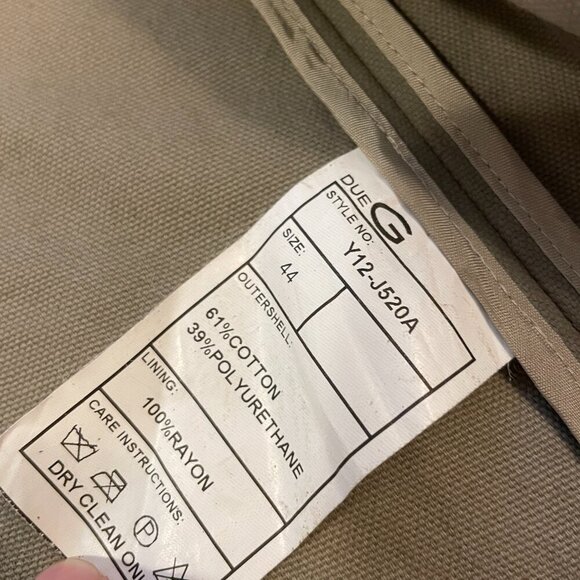 DUE G
STYLE NO:
Y12-J520A
SIZE:
44
OUTERSHELL:
61%COTTON
39%POLYURETHANE
LINING:
100%RAYON
CARE INSTRUCTIONS:
P
DRY CLEAN ONL